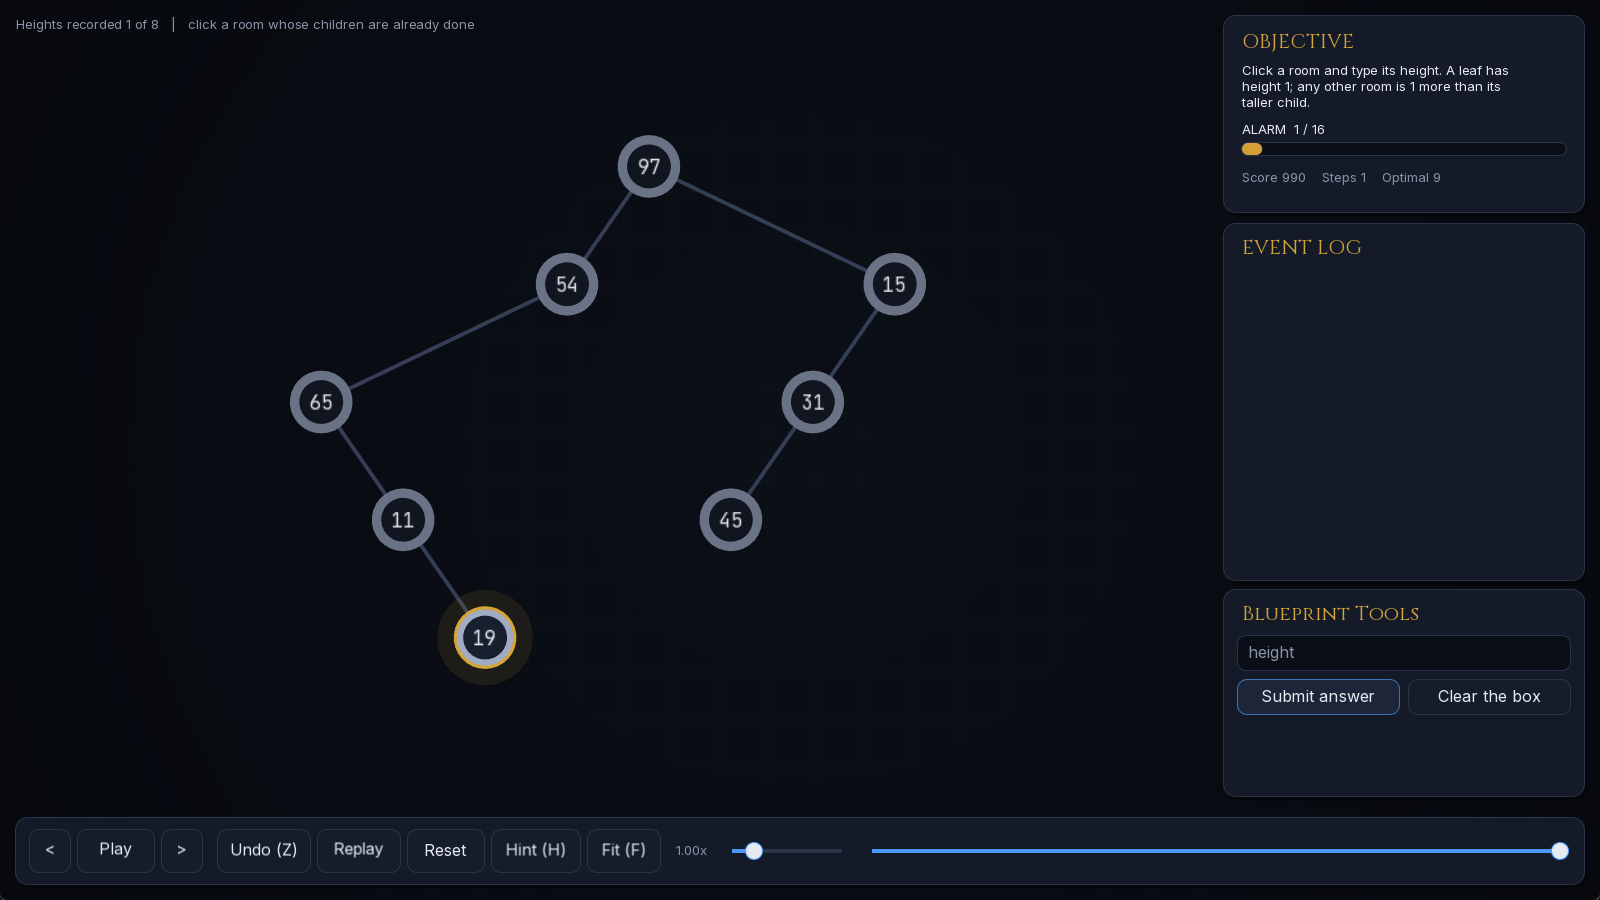 Heights recorded 1 of 8 | click a room whose children are already done
OBJECTIVE
Click a room and type its height. A leaf has
height 1; any other room is 1 more than its
taller child.
ALARM 1 / 16
Score 990 Steps 1 Optimal 9
EVENT LOG
97
54
15
65
31
11
45
19
Blueprint Tools
height
Submit answer Clear the box
< Play > Undo (Z) Replay Reset Hint (H) Fit (F) 1.00x